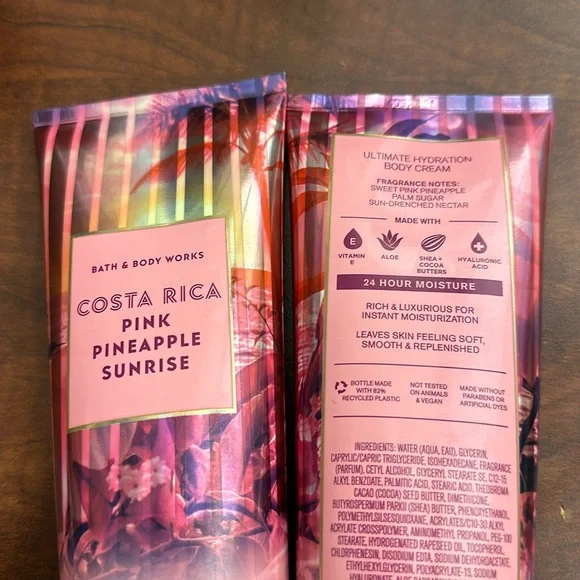 BATH & BODY WORKS
COSTA RICA
PINK
PINEAPPLE
SUNRISE
ULTIMATE HYDRATION
BODY CREAM
FRAGRANCE NOTES:
SWEET PINK PINEAPPLE
PALM SUGAR
SUN-DRENCHED NECTAR
MADE WITH
E
VITAMIN
E
ALOE
SHEA +
COCOA
BUTTERS
HYALURONIC
ACID
24 HOUR MOISTURE
RICH & LUXURIOUS FOR
INSTANT MOISTURIZATION
LEAVES SKIN FEELING SOFT,
SMOOTH & REPLENISHED
BOTTLE MADE
WITH 82%
RECYCLED PLASTIC
NOT TESTED
ON ANIMALS
& VEGAN
MADE WITHOUT
PARABENS OR
ARTIFICIAL DYES
INGREDIENTS: WATER (AQUA, EAU), GLYCERIN,
CAPRYLIC/CAPRIC TRIGLYCERIDE, ISOHEXADECANE, FRAGRANCE
(PARFUM), CETYL ALCOHOL, GLYCERYL STEARATE SE, C12-15
ALKYL BENZOATE, PALMITIC ACID, STEARIC ACID, THEOBROMA
CACAO (COCOA) SEED BUTTER, DIMETHICONE,
BUTYROSPERMUM PARKII (SHEA) BUTTER, PHENOXYETHANOL,
POLYMETHYLSILSESQUIOXANE, ACRYLATES/C10-30 ALKYL
ACRYLATE CROSSPOLYMER, AMINOMETHYL PROPANOL, PEG-100
STEARATE, HYDROGENATED RAPESEED OIL, TOCOPHEROL,
CHLORPHENESIN, DISODIUM EDTA, SODIUM DEHYDROACETATE,
ETHYLHEXYLGLYCERIN, POLYACRYLATE-13, SODIUM